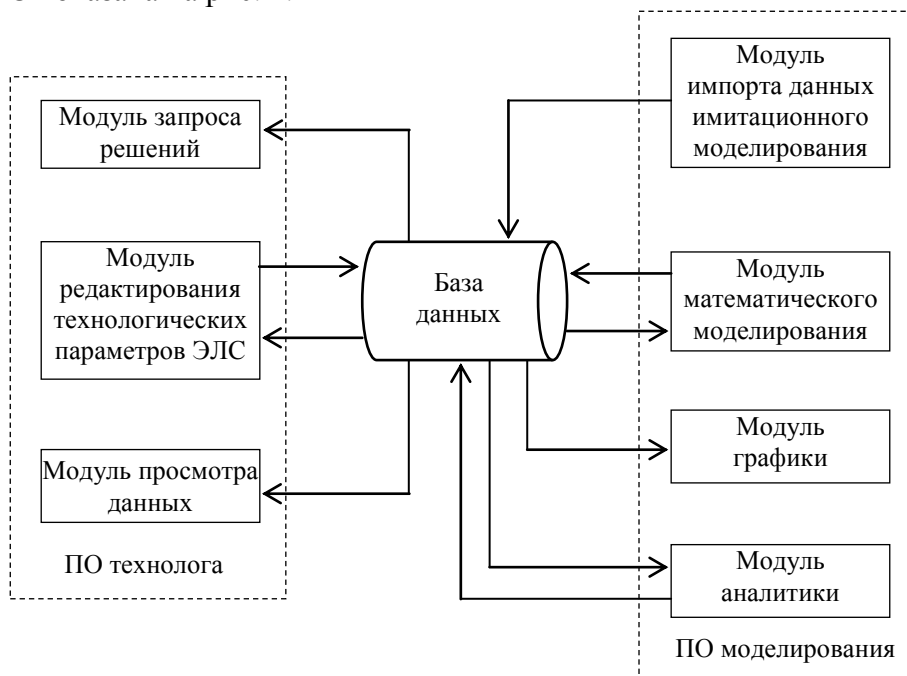 Модуль запроса
решений
Модуль
редактирования
технологических
параметров ЭЛС
Модуль просмотра
данных
ПО технолога
База
данных
Модуль
импорта данных
имитационного
моделирования
Модуль
математического
моделирования
Модуль
графики
Модуль
аналитики
ПО моделирования